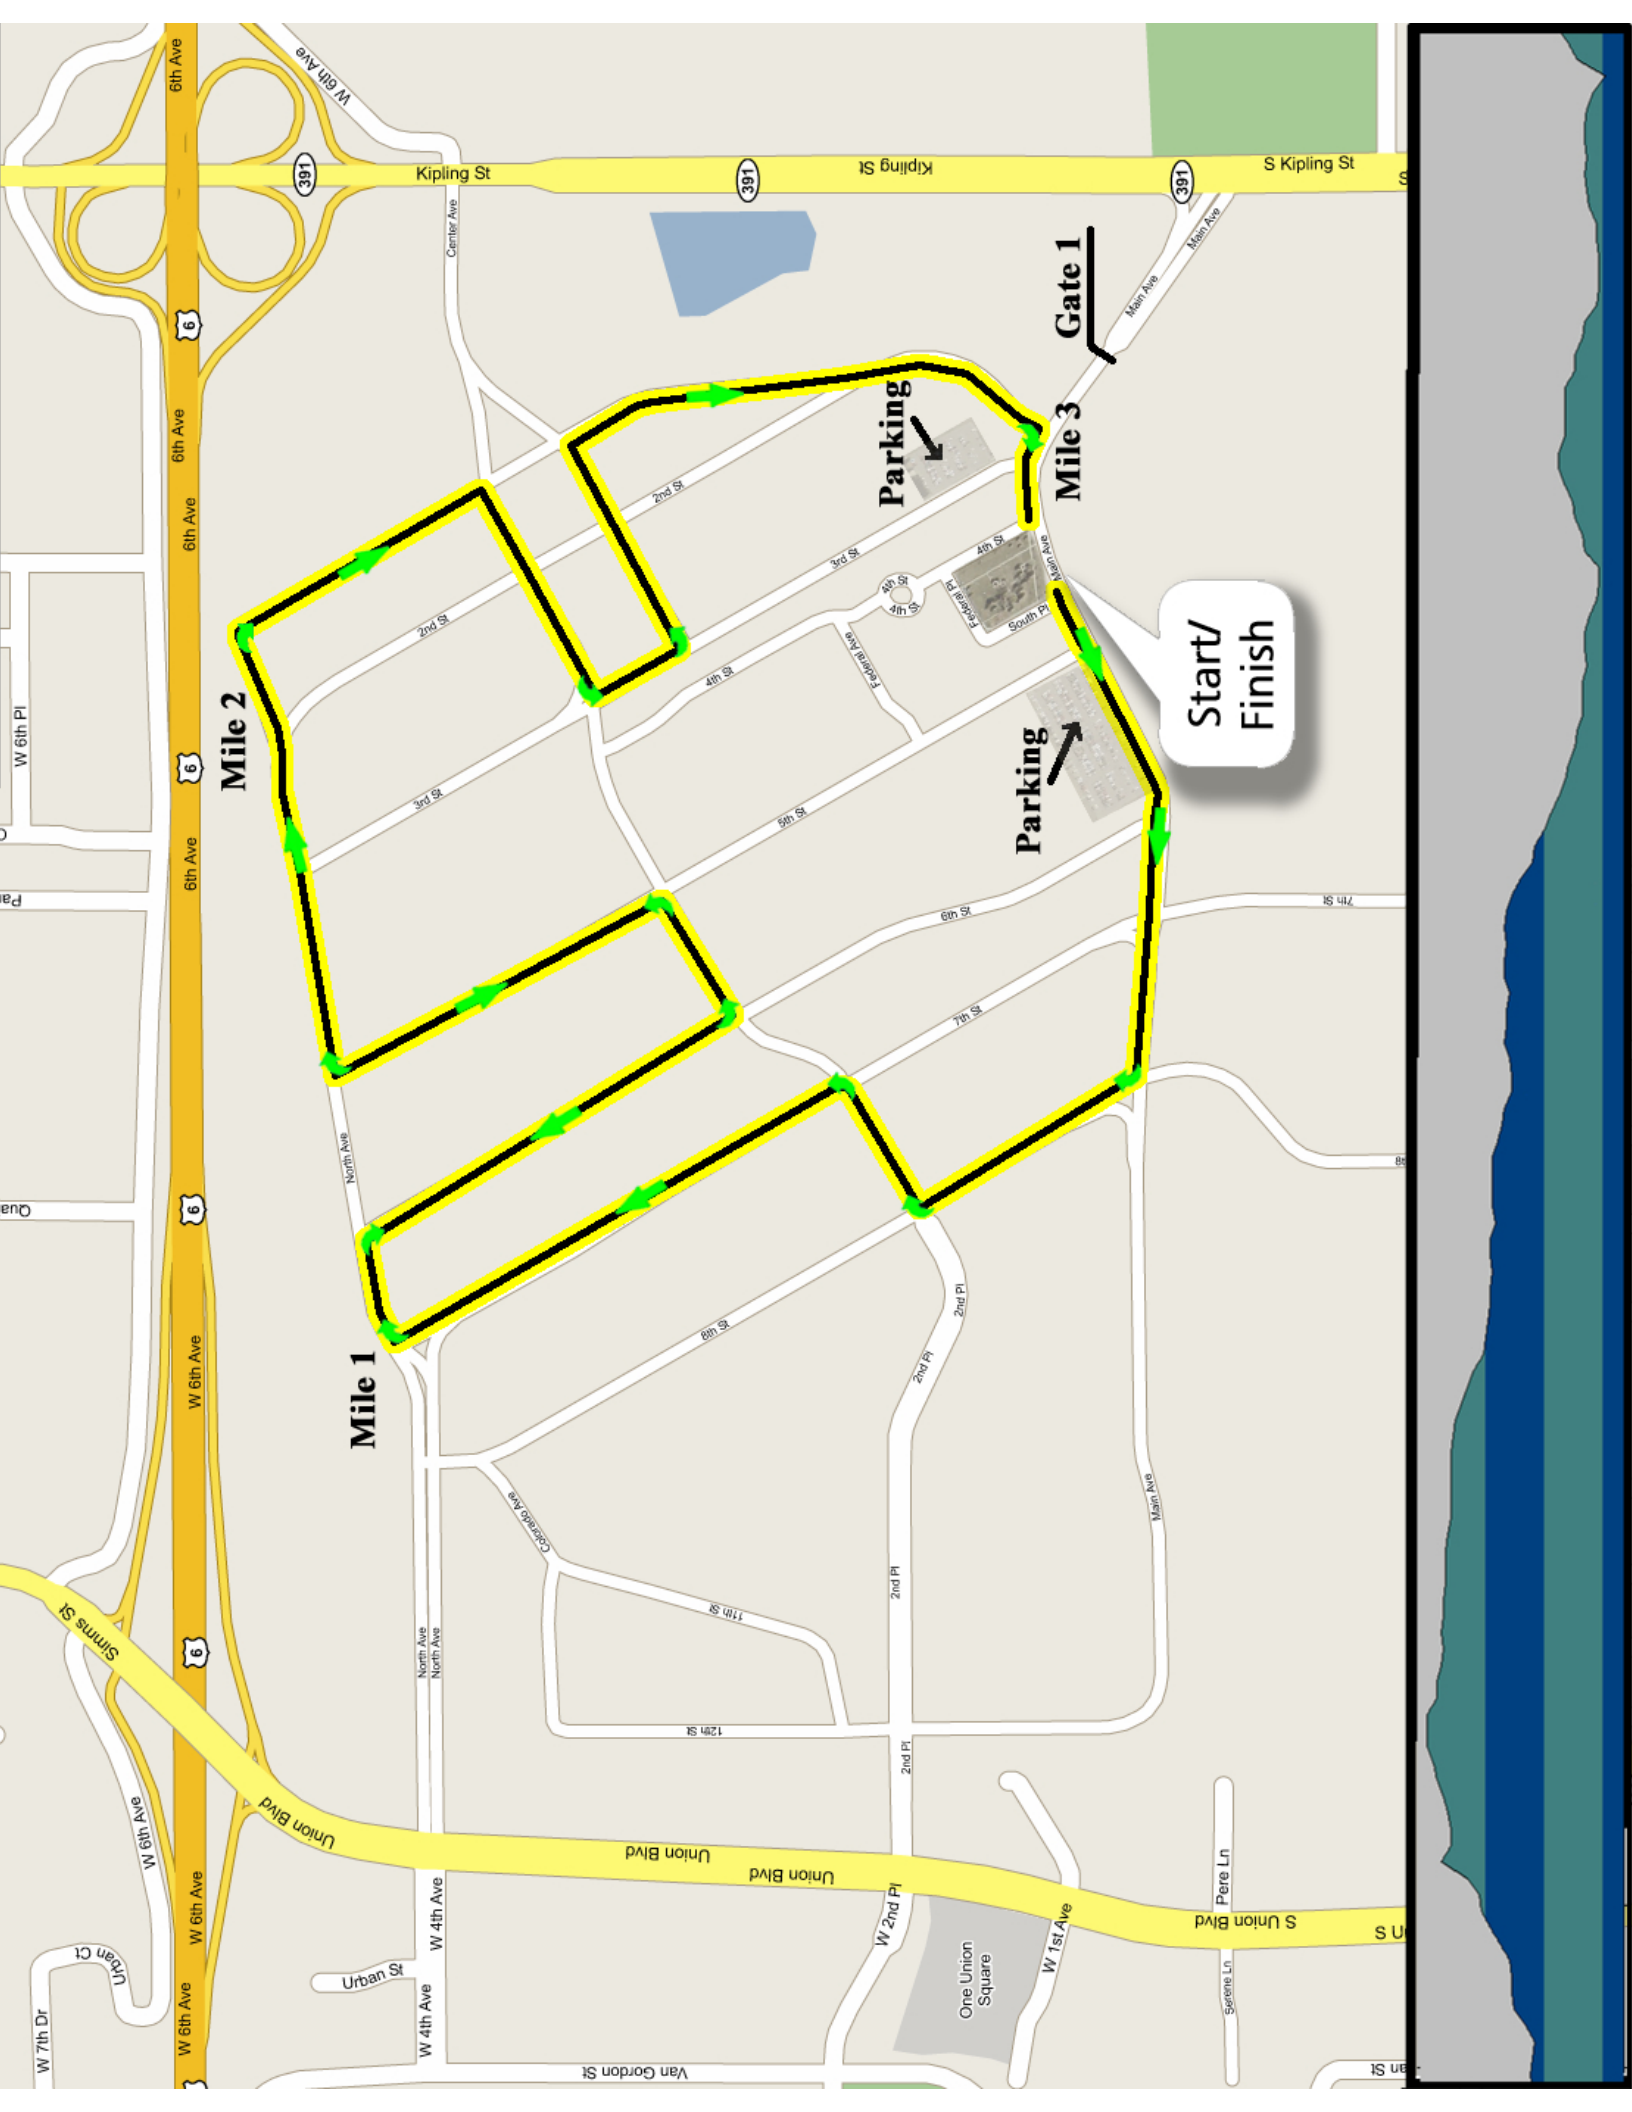 6th Ave
W 6th Ave
391
Kipling St
391
Kipling St
391
S Kipling St
S
Center Ave
Main Ave
Main Ave
Gate 1
6
6th Ave
6th Ave
Parking
Mile 3
2nd St
2nd St
3rd St
4th St
4th St
4th St
Main Ave
Federal Pl
South Pl
Federal Ave
4th St
Start/
Finish
W 6th Pl
6
Mile 2
3rd St
5th St
Parking
6th Ave
6th St
7th St
7th St
North Ave
Mile 1
6
8th St
2nd Pl
2nd Pl
W 6th Ave
Colorado Ave
Main Ave
2nd Pl
11th St
North Ave
North Ave
Simms St
6
12th St
2nd Pl
Union Blvd
Union Blvd
Union Blvd
W 6th Ave
W 6th Ave
W 4th Ave
W 2nd Pl
W 1st Ave
Pere Ln
S Union Blvd
Urban Ct
Urban St
One Union
Square
Serene Ln
W 7th Dr
W 6th Ave
W 4th Ave
Van Gordon St